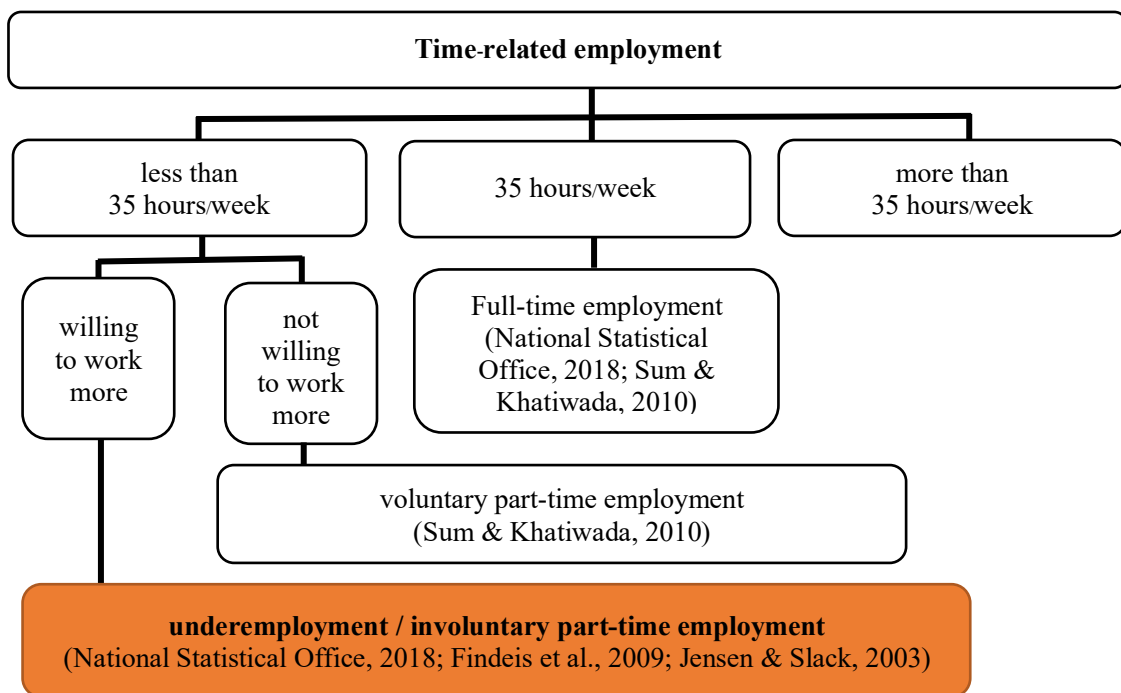 Time-related employment
less than
35 hours/week
35 hours/week
more than
35 hours/week
willing
to work
more
not
willing
to work
more
Full-time employment
(National Statistical
Office, 2018; Sum &
Khatiwada, 2010)
voluntary part-time employment
(Sum & Khatiwada, 2010)
underemployment / involuntary part-time employment
(National Statistical Office, 2018; Findeis et al., 2009; Jensen & Slack, 2003)